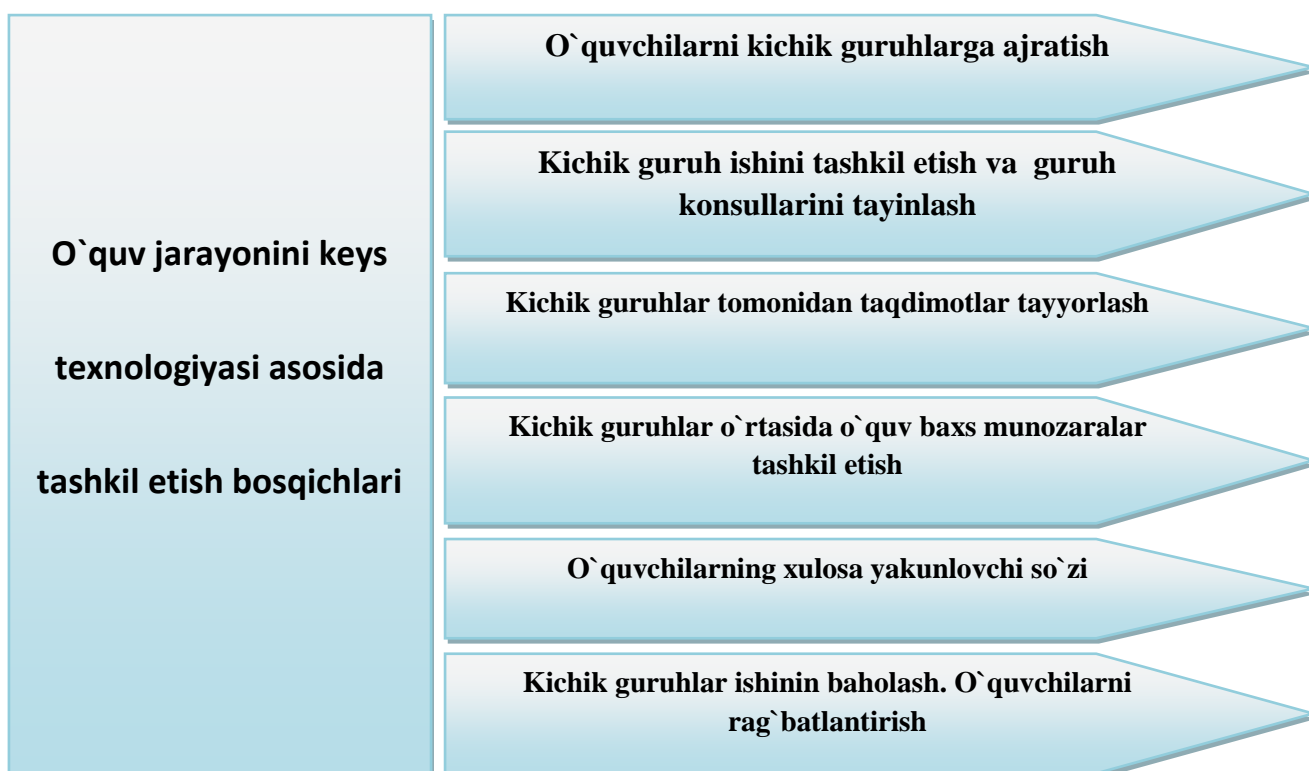 O`quv jarayonini keys
texnologiyasi asosida
tashkil etish bosqichlari
O`quvchilarni kichik guruhlarga ajratish
Kichik guruh ishini tashkil etish va guruh
konsullarini tayinlash
Kichik guruhlar tomonidan taqdimotlar tayyorlash
Kichik guruhlar o`rtasida o`quv baxs munozaralar
tashkil etish
O`quvchilarning xulosa yakunlovchi so`zi
Kichik guruhlar ishinin baholash. O`quvchilarni
rag`batlantirish